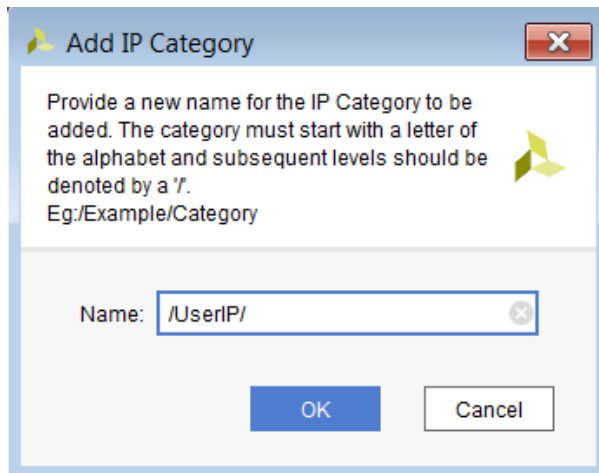 Add IP Category
Provide a new name for the IP Category to be
added. The category must start with a letter of
the alphabet and subsequent levels should be
denoted by a '/'.
Eg:/Example/Category
Name: /UserIP/
OK Cancel